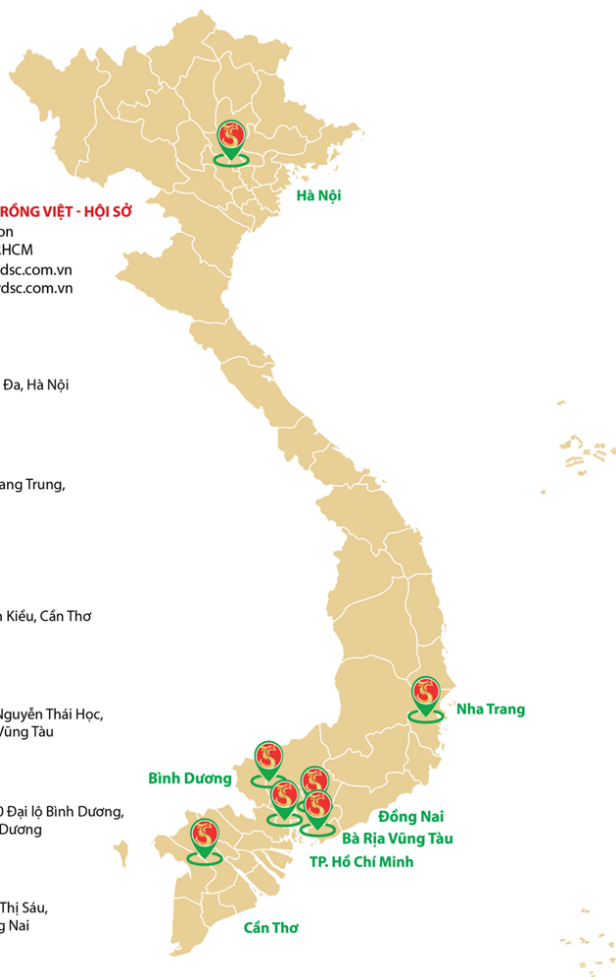 RỒNG VIỆT - HỘI SỞ
on
P.HCM
dsc.com.vn
dsc.com.vn
Đa, Hà Nội
ang Trung,
n Kiều, Cần Thơ
Nguyễn Thái Học,
Vũng Tàu
0 Đại lộ Bình Dương,
Dương
Thị Sáu,
g Nai
Hà Nội
Nha Trang
Bình Dương
Đồng Nai
Bà Rịa Vũng Tàu
TP. Hồ Chí Minh
Cần Thơ